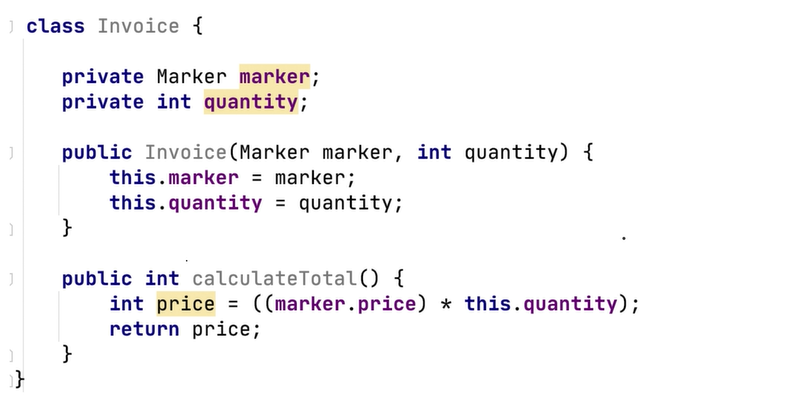 class Invoice {
private Marker marker;
private int quantity;
public Invoice(Marker marker, int quantity) {
this.marker = marker;
this.quantity = quantity;
}
public int calculateTotal() {
int price = ((marker.price) * this.quantity);
return price;
}
}